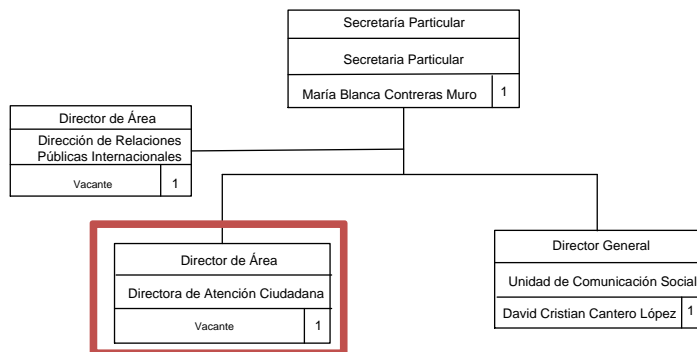 Secretaría Particular
Secretaria Particular
María Blanca Contreras Muro 1
Director de Área
Dirección de Relaciones
Públicas Internacionales
Vacante 1
Director de Área
Directora de Atención Ciudadana
Vacante 1
Director General
Unidad de Comunicación Social
David Cristian Cantero López 1